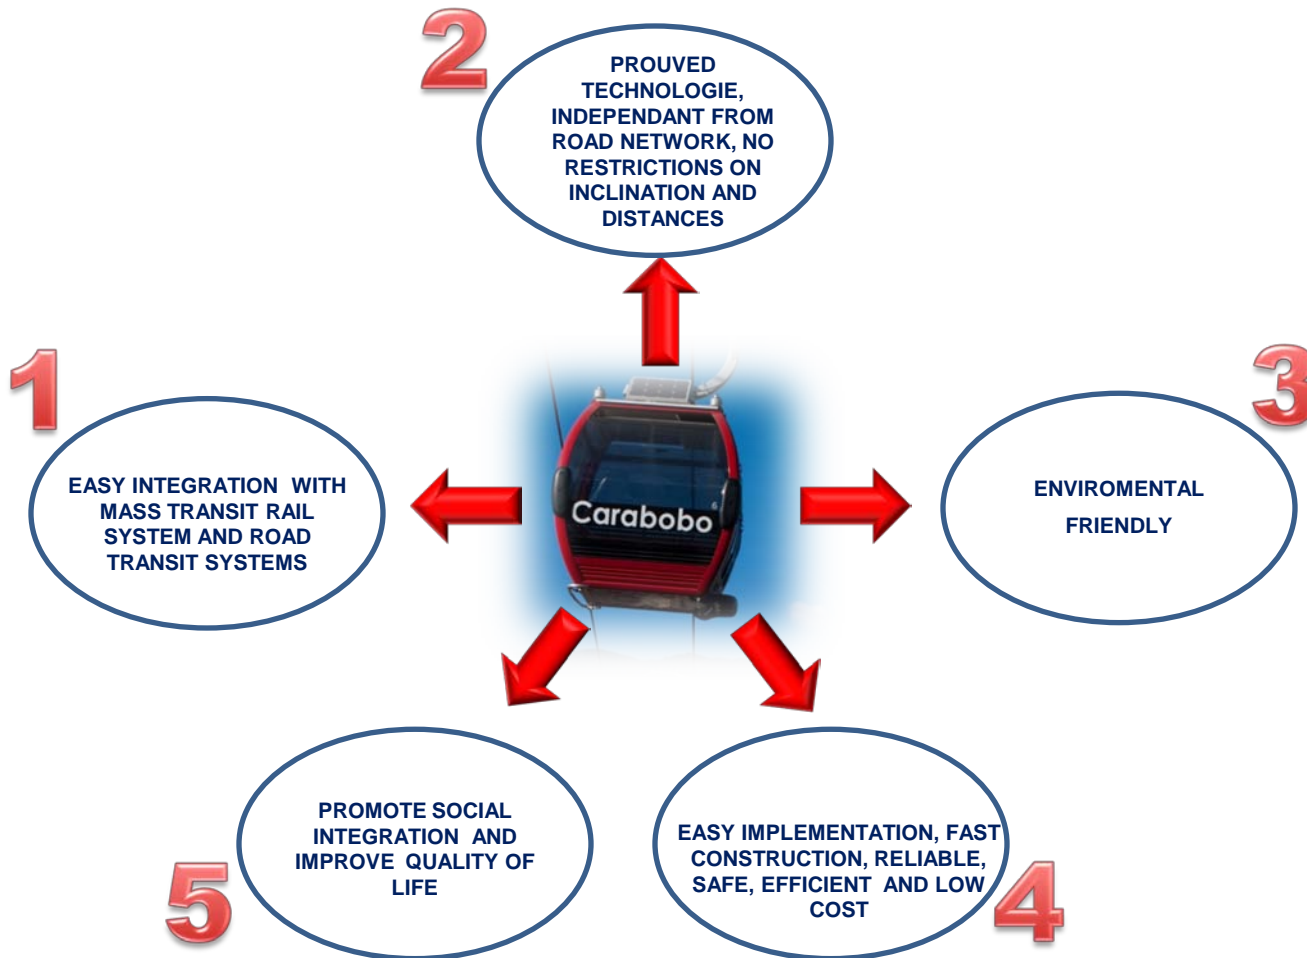 1
EASY INTEGRATION WITH
MASS TRANSIT RAIL
SYSTEM AND ROAD
TRANSIT SYSTEMS
2
PROUVED
TECHNOLOGIE,
INDEPENDANT FROM
ROAD NETWORK, NO
RESTRICTIONS ON
INCLINATION AND
DISTANCES
3
ENVIROMENTAL
FRIENDLY
Carabobo
6
4
EASY IMPLEMENTATION, FAST
CONSTRUCTION, RELIABLE,
SAFE, EFFICIENT AND LOW
COST
5
PROMOTE SOCIAL
INTEGRATION AND
IMPROVE QUALITY OF
LIFE